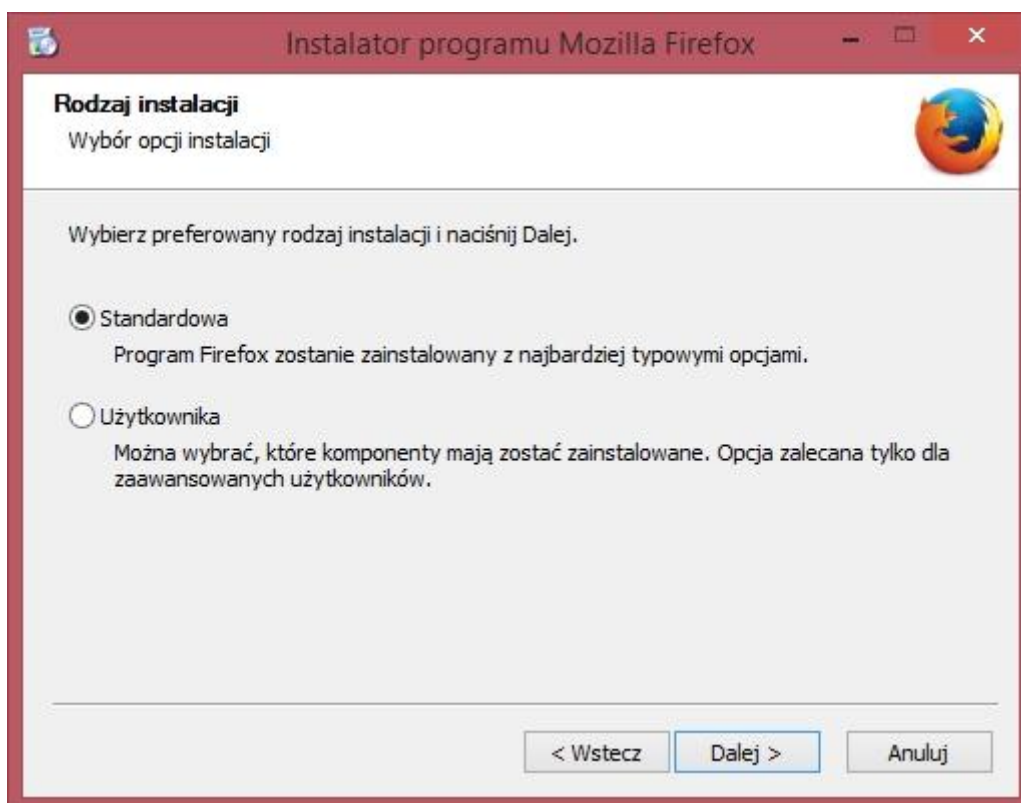 Instalator programu Mozilla Firefox
Rodzaj instalacji
Wybór opcji instalacji
Wybierz preferowany rodzaj instalacji i naciśnij Dalej.
Standardowa
Program Firefox zostanie zainstalowany z najbardziej typowymi opcjami.
Użytkownika
Można wybrać, które komponenty mają zostać zainstalowane. Opcja zalecana tylko dla
zaawansowanych użytkowników.
< Wstecz Dalej > Anuluj